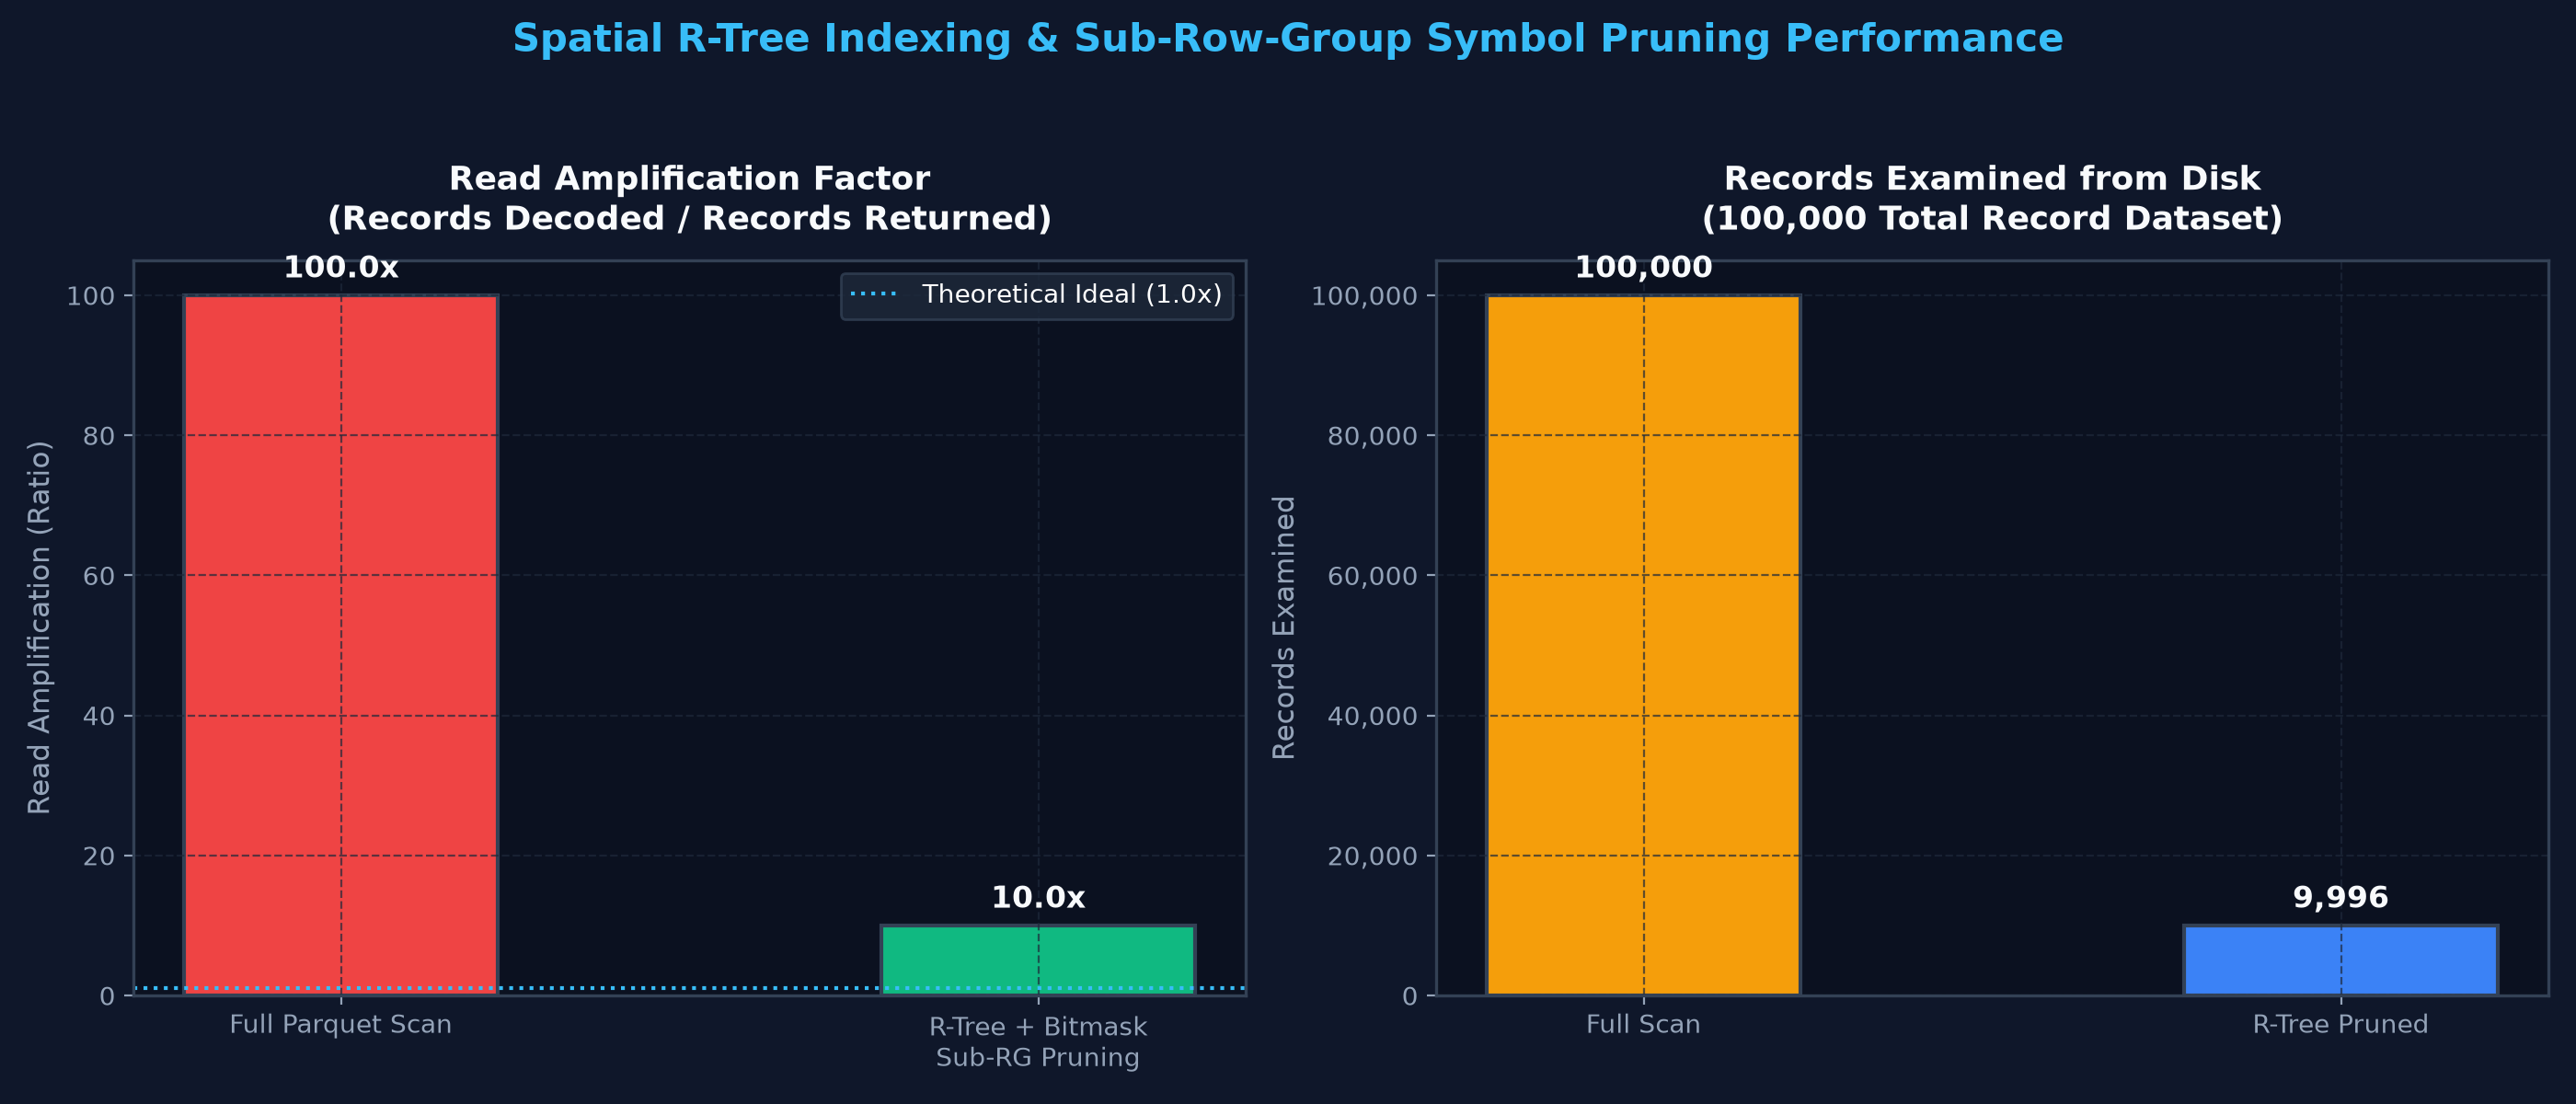 Spatial R-Tree Indexing & Sub-Row-Group Symbol Pruning Performance
Read Amplification Factor
(Records Decoded / Records Returned)
100.0x
Theoretical Ideal (1.0x)
100
80
60
40
20
0
Read Amplification (Ratio)
10.0x
Full Parquet Scan
R-Tree + Bitmask
Sub-RG Pruning
Records Examined from Disk
(100,000 Total Record Dataset)
100,000
100,000
80,000
60,000
40,000
20,000
0
Records Examined
9,996
Full Scan
R-Tree Pruned